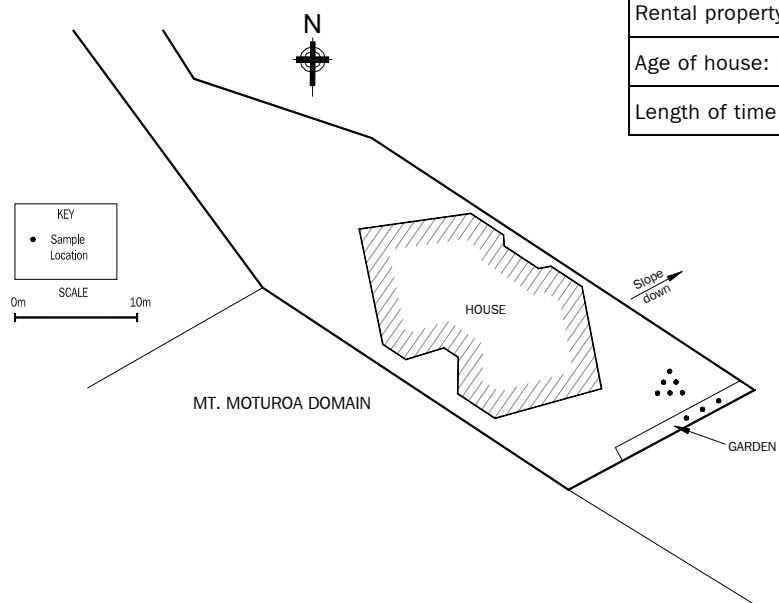 N
Rental property
Age of house:
Length of time
KEY
Sample
Location
SCALE
0m 10m
HOUSE
Slope
down
MT. MOTUROA DOMAIN
GARDEN